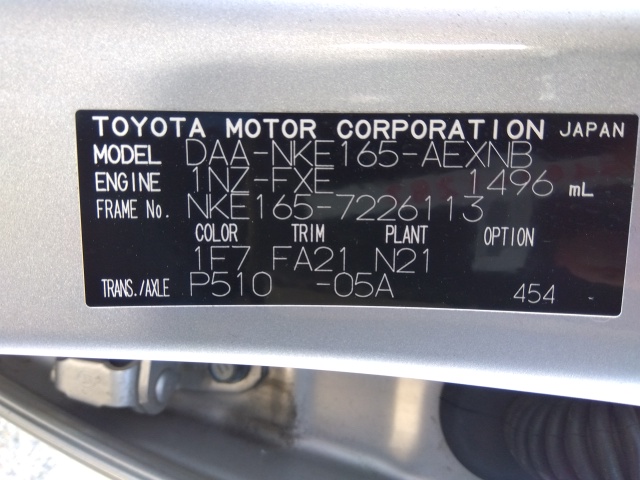 TOYOTA MOTOR CORPORATION JAPAN
MODEL DAA-NKE165-AEXNB
ENGINE 1NZ-FXE 1496 mL
FRAME No. NKE165-7226113
COLOR TRIM PLANT OPTION
1F7 FA21 N21
TRANS./AXLE P510 -05A 454 -